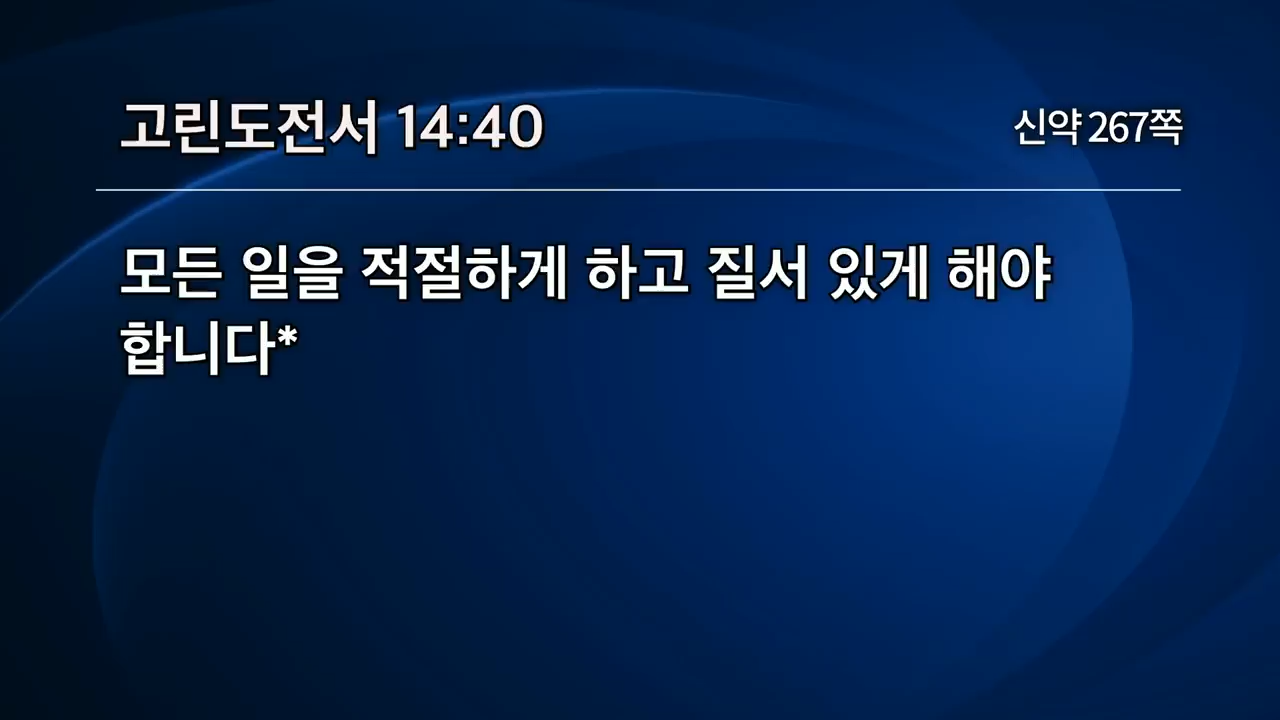 고린도전서 14:40
신약 267쪽
모든 일을 적절하게 하고 질서 있게 해야
합니다*